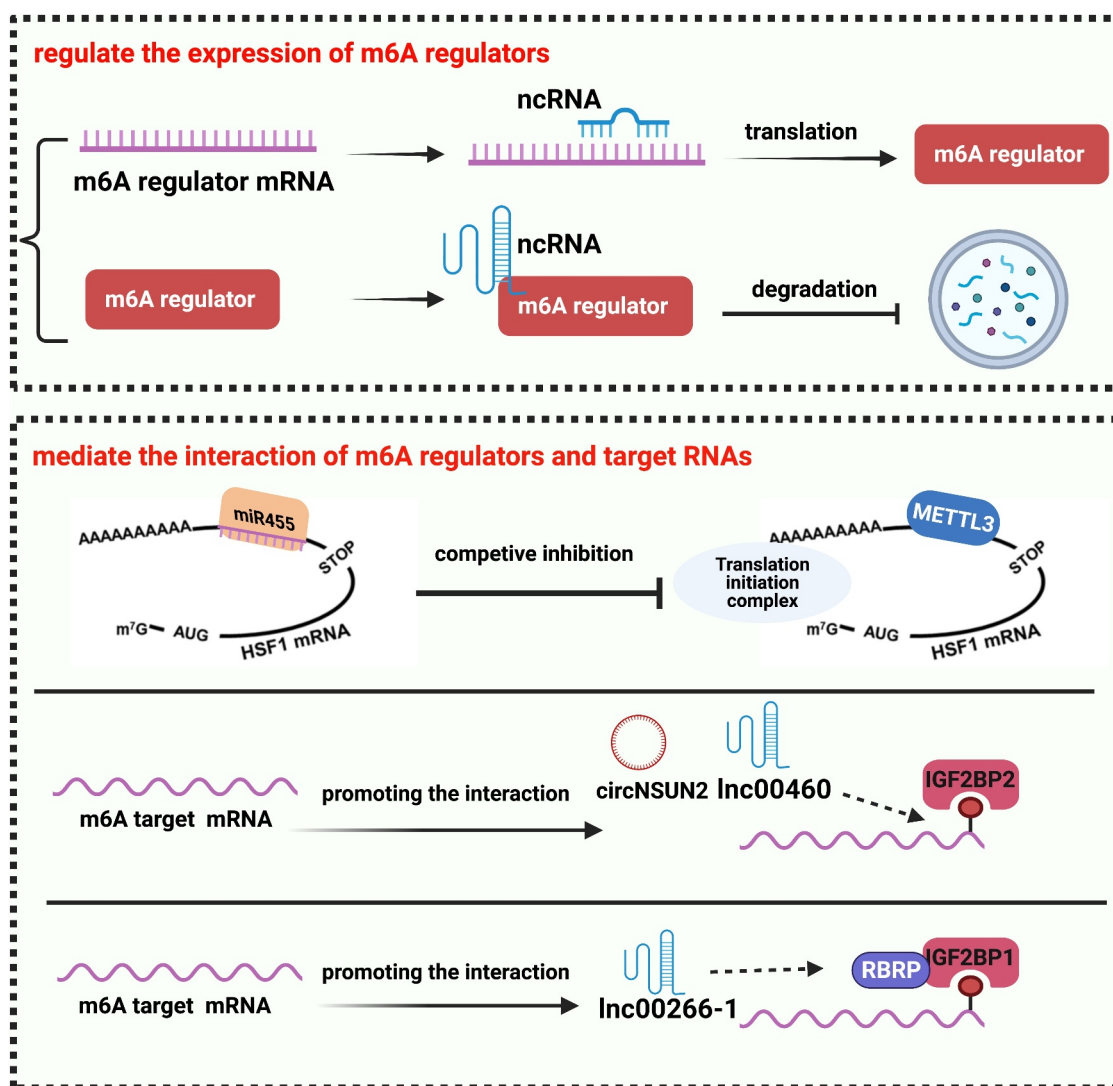 regulate the expression of m6A regulators
ncRNA
translation
m6A regulator
m6A regulator mRNA
ncRNA
m6A regulator
m6A regulator
degradation
mediate the interaction of m6A regulators and target RNAs
AAAAAAAAAA
miR455
STOP
m⁷G
AUG
HSF1 mRNA
competive inhibition
AAAAAAAAAA
METTL3
STOP
Translation
initiation
complex
m⁷G
AUG
HSF1 mRNA
m6A target mRNA
promoting the interaction
circNSUN2
lnc00460
IGF2BP2
m6A target mRNA
promoting the interaction
lnc00266-1
RBRP
IGF2BP1